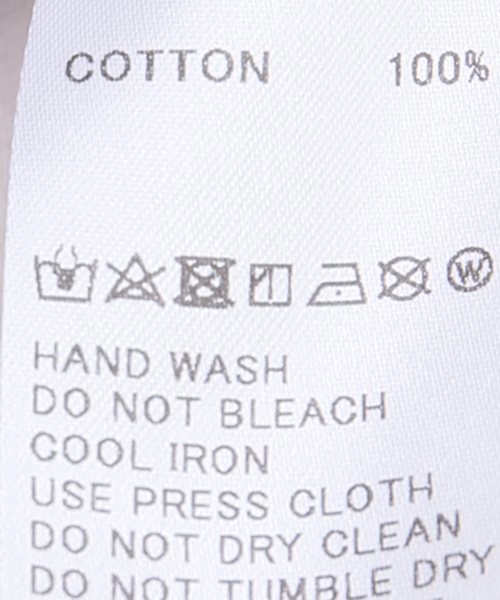 COTTON 100%
W
HAND WASH
DO NOT BLEACH
COOL IRON
USE PRESS CLOTH
DO NOT DRY CLEAN
DO NOT TUMBLE DRY